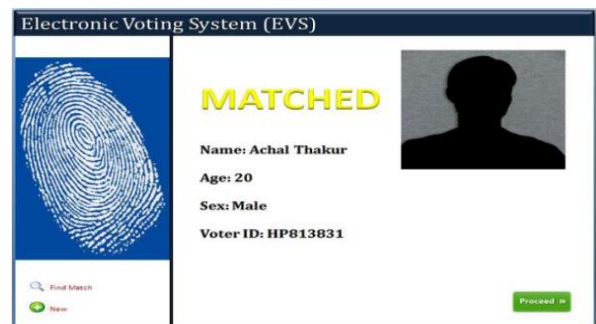 Electronic Voting System (EVS)
MATCHED
Name: Achal Thakur
Age: 20
Sex: Male
Voter ID: HP813831
Find Match
New
Proceed »